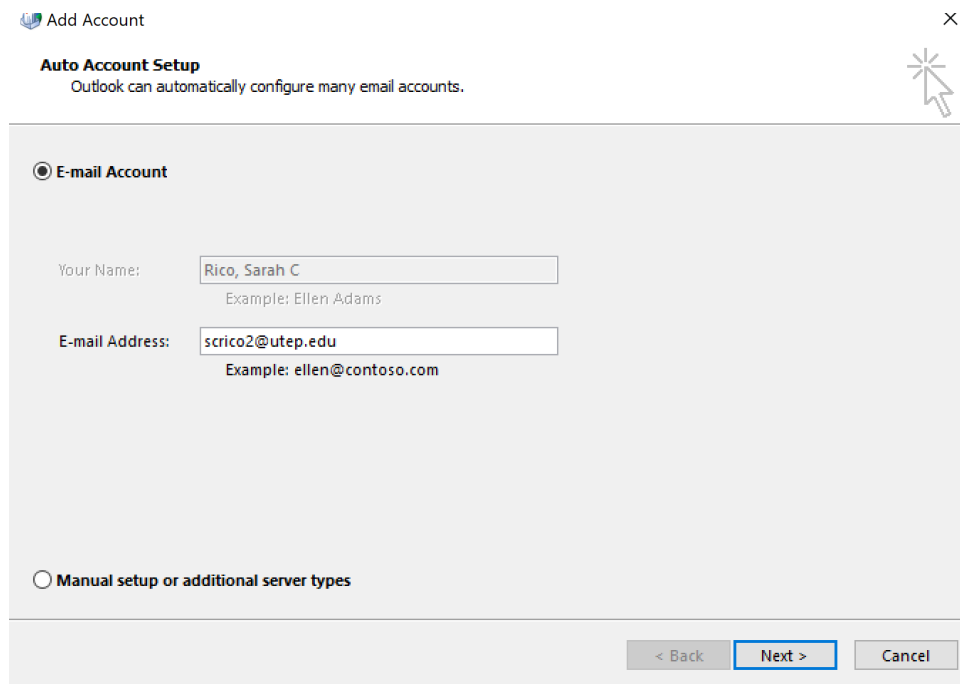 Add Account
Auto Account Setup
Outlook can automatically configure many email accounts.
E-mail Account
Your Name: Rico, Sarah C
Example: Ellen Adams
E-mail Address: scrico2@utep.edu
Example: ellen@contoso.com
Manual setup or additional server types
< Back Next > Cancel